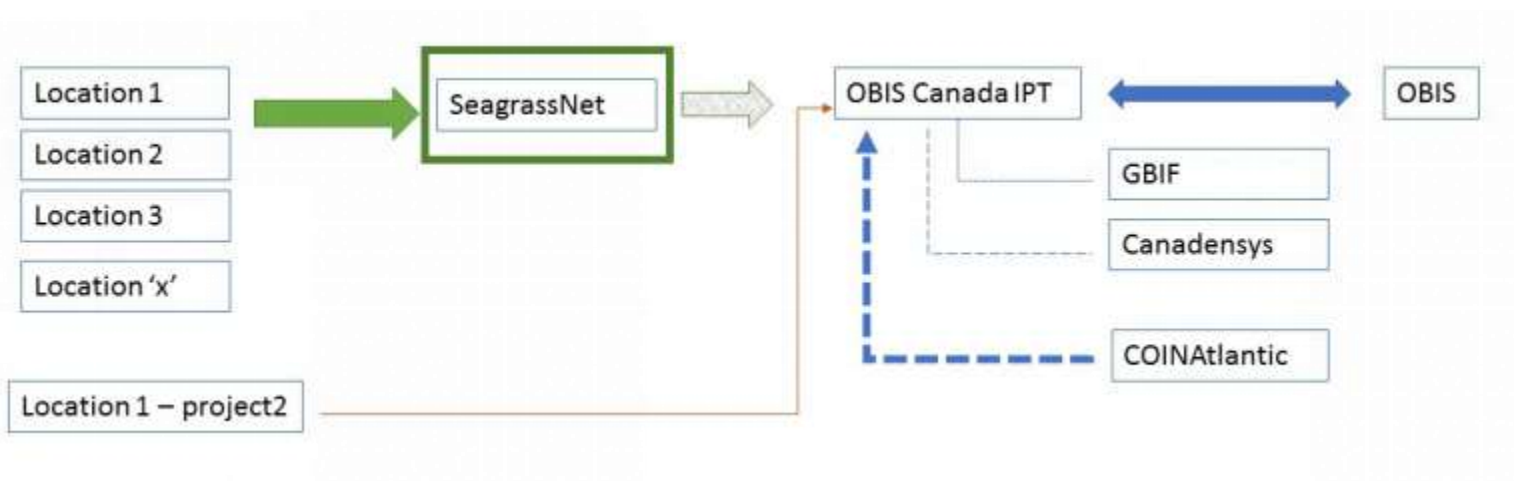 Location 1
Location 2
Location 3
Location ‘x’
Location 1 – project2
SeagrassNet
OBIS Canada IPT
OBIS
GBIF
Canadensys
COINAtlantic